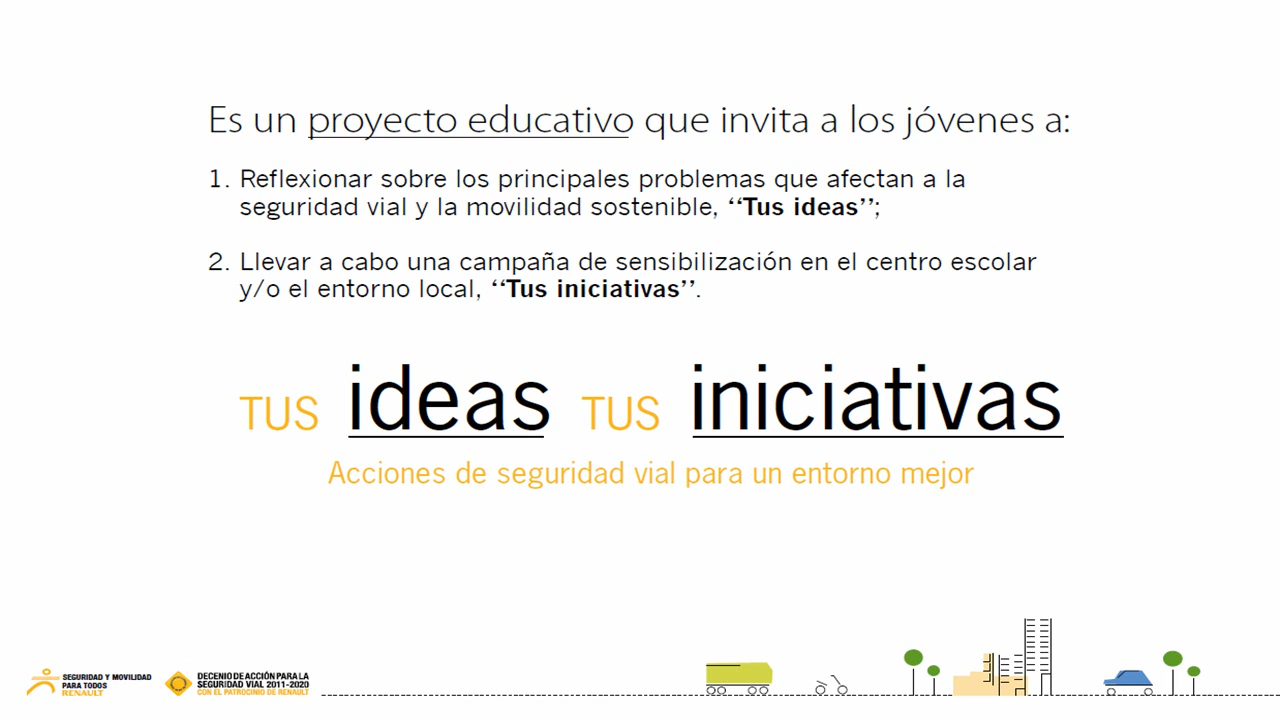 Es un proyecto educativo que invita a los jóvenes a:
1. Reflexionar sobre los principales problemas que afectan a la
seguridad vial y la movilidad sostenible, “Tus ideas”;
2. Llevar a cabo una campaña de sensibilización en el centro escolar
y/o el entorno local, “Tus iniciativas”.
TUS ideas TUS iniciativas
Acciones de seguridad vial para un entorno mejor
SEGURIDAD Y MOVILIDAD
PARA TODOS
RENAULT
DECENIO DE ACCIÓN PARA LA
SEGURIDAD VIAL 2011-2020
CON EL PATROCINIO DE RENAULT